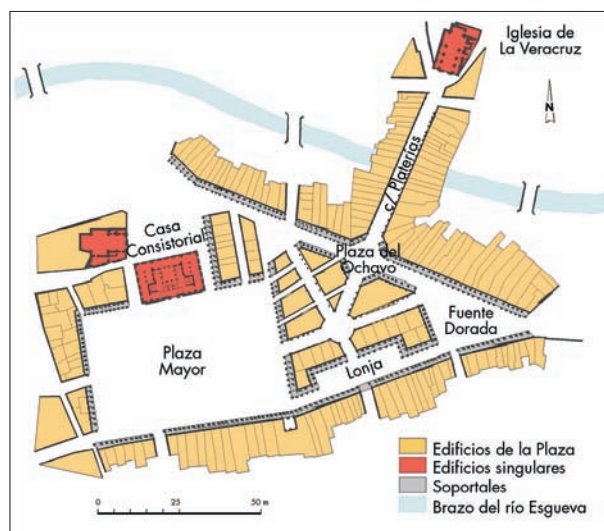 Iglesia de
La Veracruz
N
c/ Platerías
Casa
Consistorial
Plaza del
Ochavo
Fuente
Dorada
Plaza
Mayor
Lonja
Edificios de la Plaza
Edificios singulares
Soportales
Brazo del río Esgueva
0 25 50 m